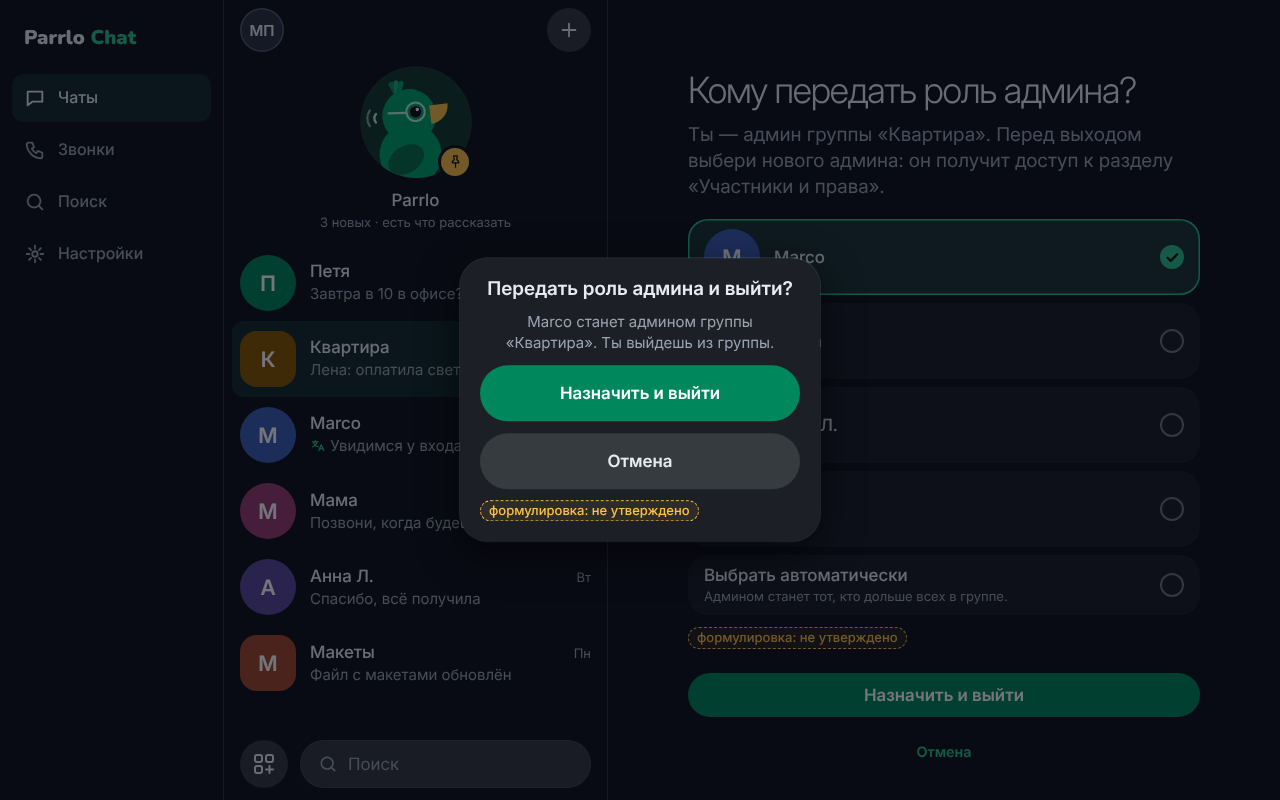 Parrlo Chat
Чаты
Звонки
Поиск
Настройки
МП
Parrlo
3 новых · есть что рассказать
П
Петя
Завтра в 10 в офисе?
К
Квартира
Лена: оплатила свет
M
Marco
Увидимся у входа
М
Мама
Позвони, когда
А
Анна Л.
Вт
Спасибо, всё получила
М
Макеты
Пн
Файл с макетами обновлён
Поиск
Кому передать роль админа?
Ты — админ группы «Квартира». Перед выходом
выбери нового админа: он получит доступ к разделу
«Участники и права».
Marco
Л.
Выбрать автоматически
Админом станет тот, кто дольше всех в группе.
формулировка: не утверждено
Назначить и выйти
Отмена
Передать роль админа и выйти?
Marco станет админом группы
«Квартира». Ты выйдешь из группы.
Назначить и выйти
Отмена
формулировка: не утверждено